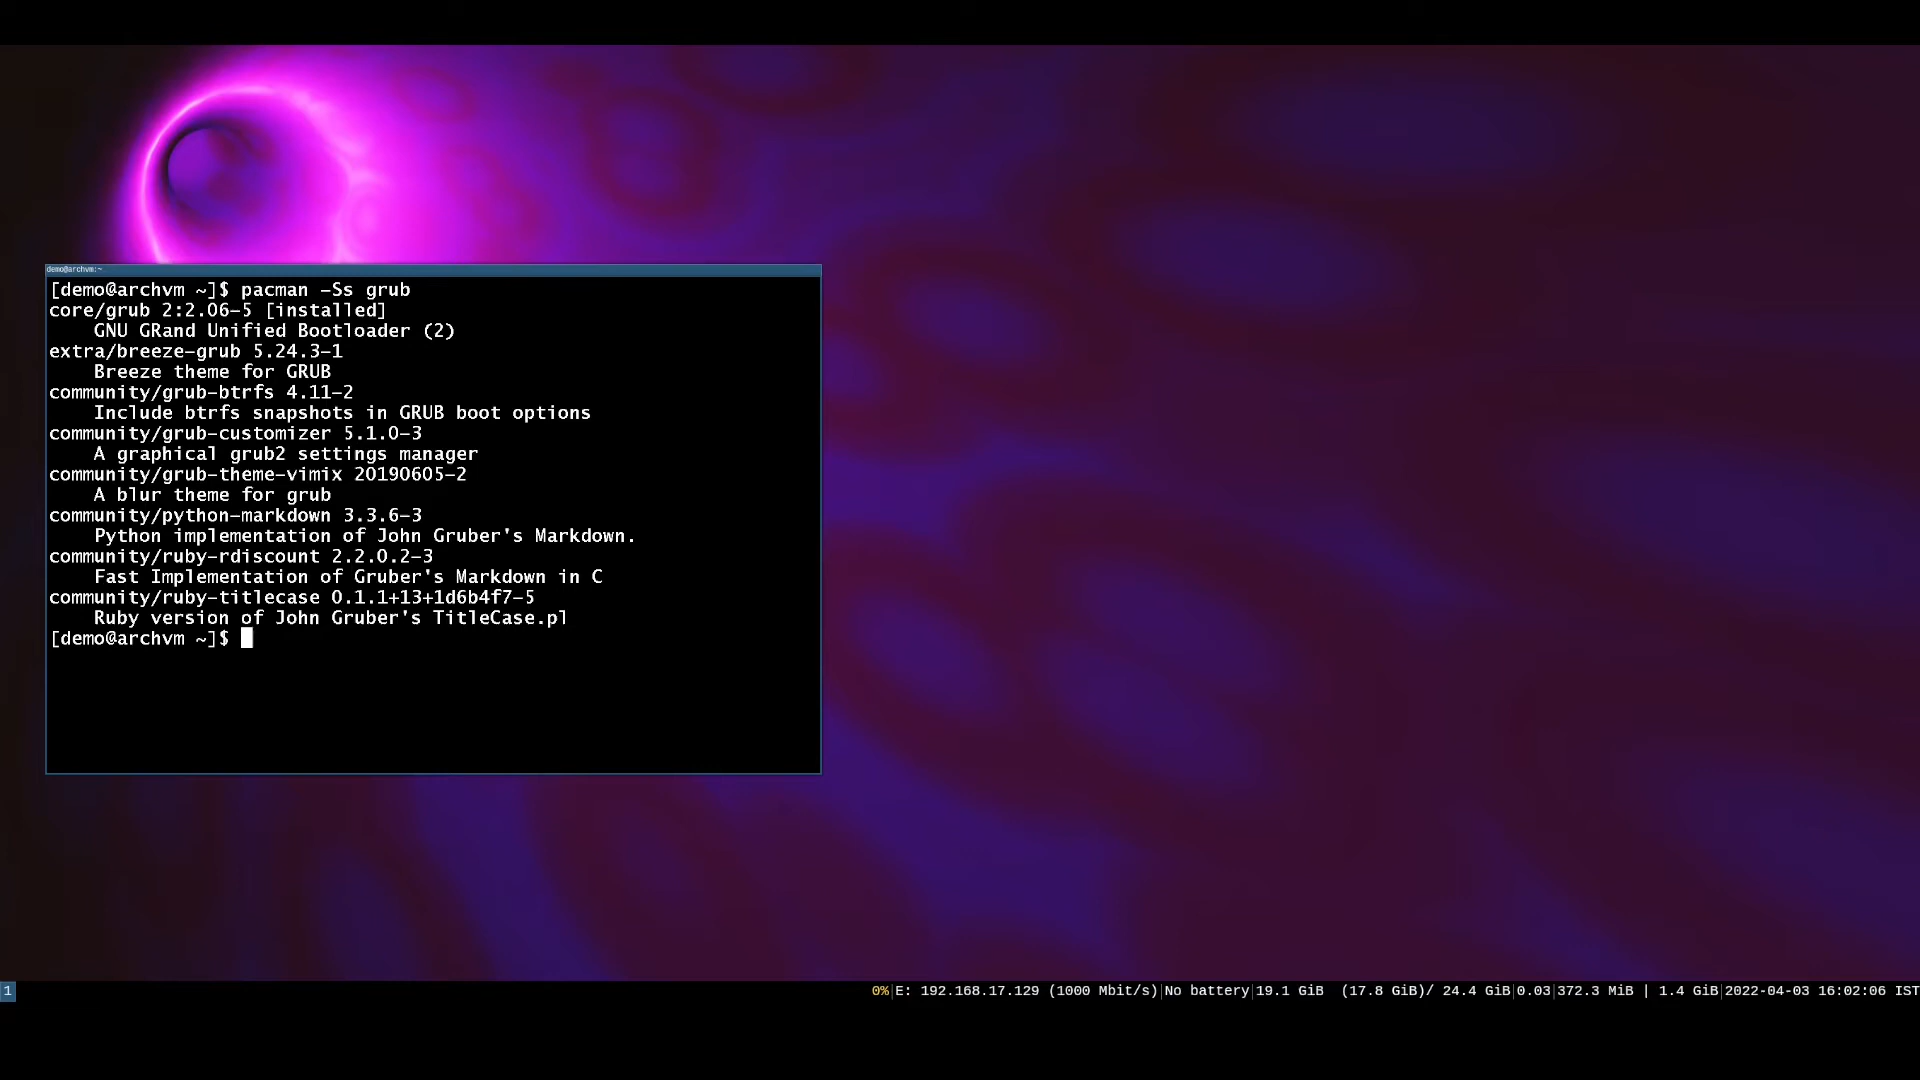 demo@archvm:~
[demo@archvm ~]$ pacman -Ss grub
core/grub 2:2.06-5 [installed]
    GNU GRand Unified Bootloader (2)
extra/breeze-grub 5.24.3-1
    Breeze theme for GRUB
community/grub-btrfs 4.11-2
    Include btrfs snapshots in GRUB boot options
community/grub-customizer 5.1.0-3
    A graphical grub2 settings manager
community/grub-theme-vimix 20190605-2
    A blur theme for grub
community/python-markdown 3.3.6-3
    Python implementation of John Gruber's Markdown.
community/ruby-rdiscount 2.2.0.2-3
    Fast Implementation of Gruber's Markdown in C
community/ruby-titlecase 0.1.1+13+1d6b4f7-5
    Ruby version of John Gruber's TitleCase.pl
[demo@archvm ~]$
1 0%|E: 192.168.17.129 (1000 Mbit/s)|No battery|19.1 GiB (17.8 GiB)/ 24.4 GiB|0.03|372.3 MiB | 1.4 GiB|2022-04-03 16:02:06 IST